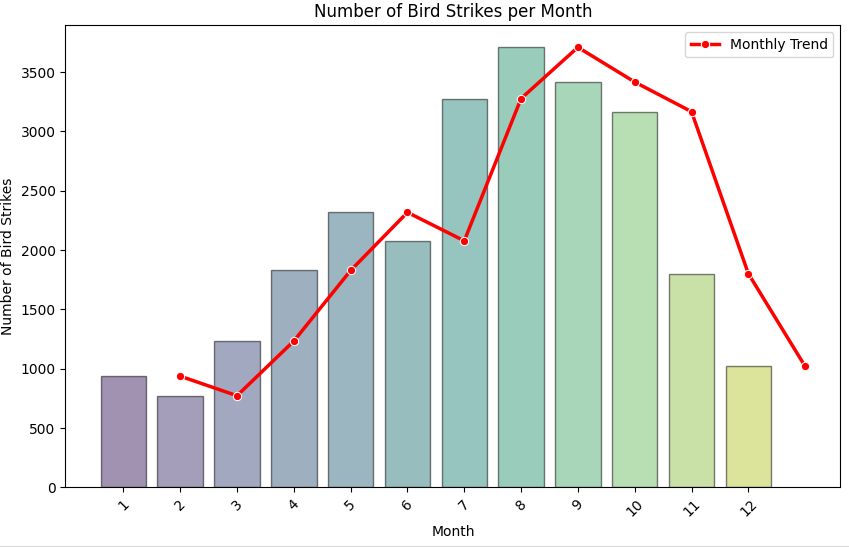 Number of Bird Strikes per Month
Monthly Trend
Number of Bird Strikes
3500
3000
2500
2000
1500
1000
500
0
1 2 3 4 5 6 7 8 9 10 11 12
Month